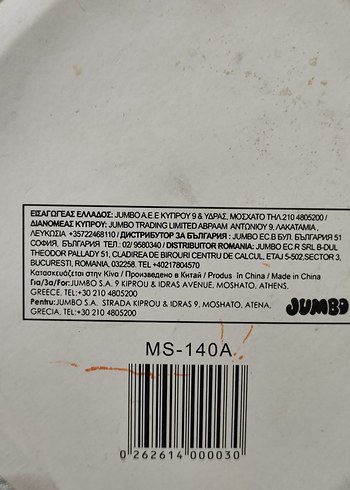 ΕΙΣΑΓΩΓΕΑΣ ΕΛΛΑΔΟΣ: JUMBO A.E.E ΚΥΠΡΟΥ 9 & ΥΔΡΑΣ, ΜΟΣΧΑΤΟ ΤΗΛ.210 4805200 /
ΔΙΑΝΟΜΕΑΣ ΚΥΠΡΟΥ: JUMBO TRADING LIMITED ΑΒΡΑΑΜ ΑΝΤΩΝΙΟΥ 9, ΛΑΚΑΤΑΜΙΑ,
ΛΕΥΚΩΣΙΑ +35722468110 / ДИСТРИБУТОР ЗА БЪЛГАРИЯ : JUMBO EC.B БУЛ. БЪЛГАРИЯ 51
СОФИЯ, БЪЛГАРИЯ ТЕЛ.: 02/ 9580340 / DISTRIBUITOR ROMANIA: JUMBO EC.R SRL B-DUL
THEODOR PALLADY 51, CLADIREA DE BIROURI CENTRU DE CALCUL, ETAJ 5-502,SECTOR 3,
BUCURESTI, ROMANIA, 032258. TEL +40217804570
Κατασκευάζεται στην Κίνα / Произведено в Китай / Produs în China / Made in China
Για/За/For:JUMBO S.A. 9 KIPROU & IDRAS AVENUE, MOSHATO, ATHENS.
GREECE. TEL:+30 210 4805200
Pentru:JUMBO S.A. STRADA KIPROU & IDRAS 9, MOSHATO, ATENA.
GRECIA, TEL:+30 210 4805200
JUMBO
MS-140A
0 262614 000030